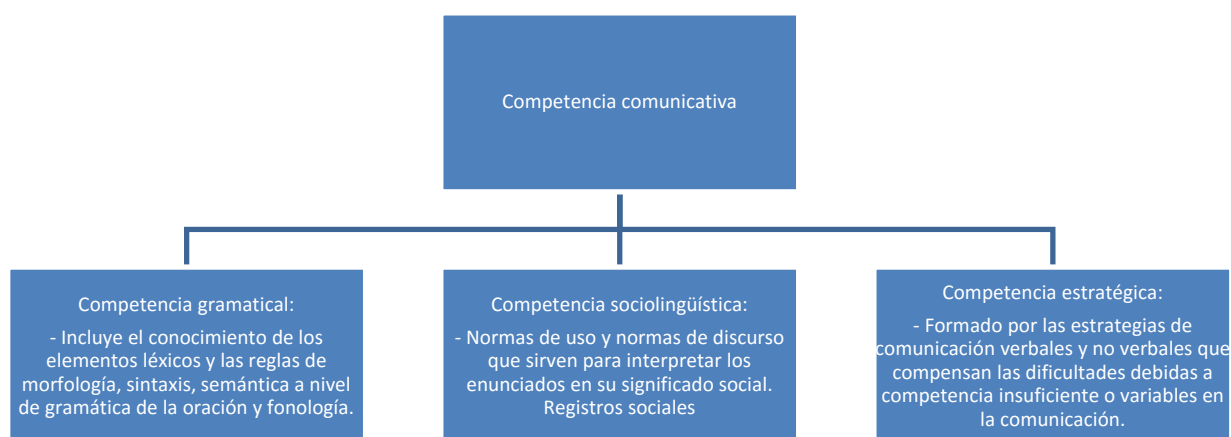 Competencia comunicativa
Competencia gramatical:
- Incluye el conocimiento de los
elementos léxicos y las reglas de
morfología, sintaxis, semántica a nivel
de gramática de la oración y fonología.
Competencia sociolingüística:
- Normas de uso y normas de discurso
que sirven para interpretar los
enunciados en su significado social.
Registros sociales
Competencia estratégica:
- Formado por las estrategias de
comunicación verbales y no verbales que
compensan las dificultades debidas a
competencia insuficiente o variables en
la comunicación.